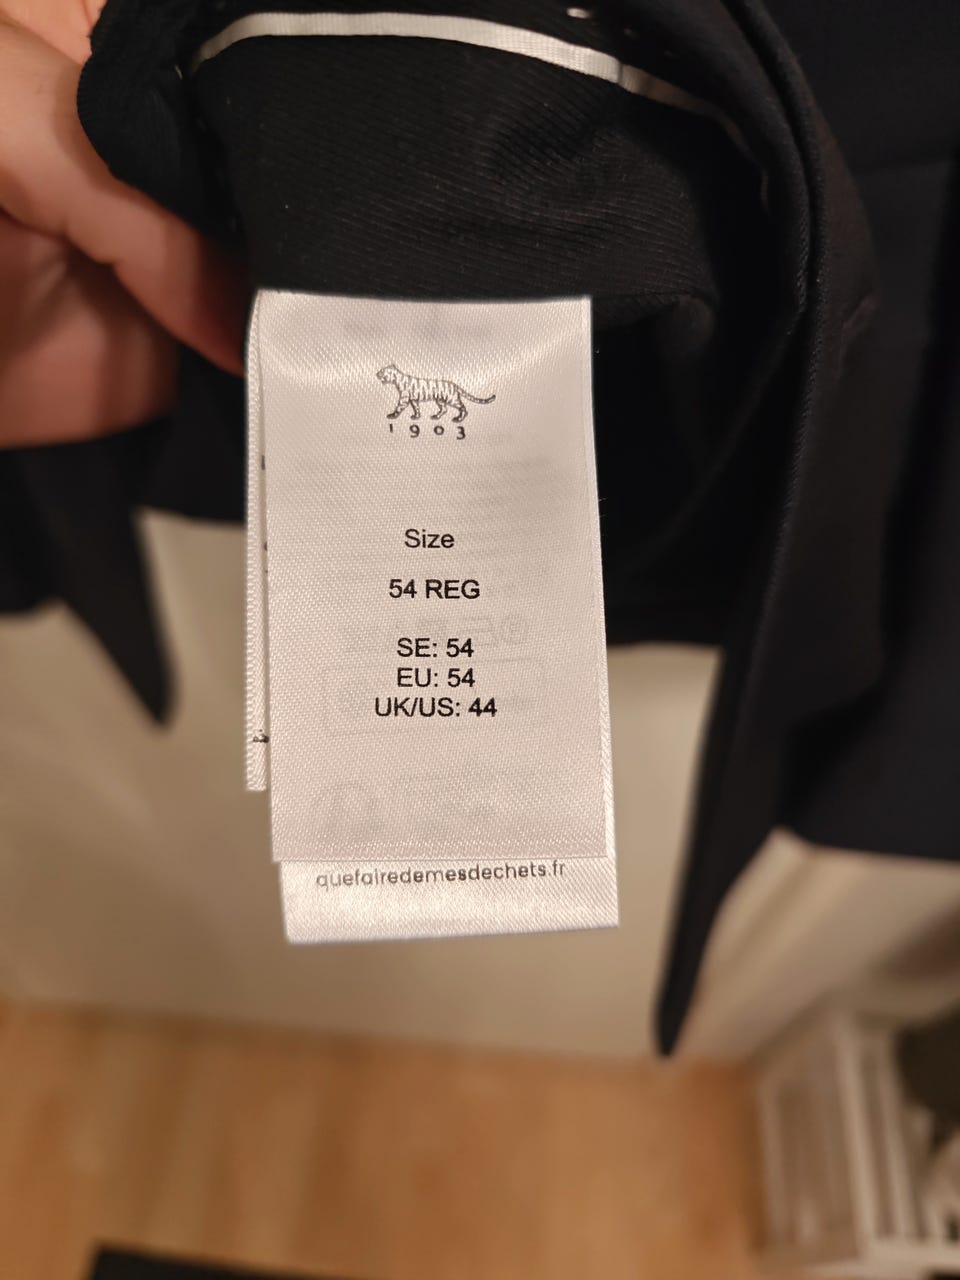 1903
Size
54 REG
SE: 54
EU: 54
UK/US: 44
quefairedemesdechets.fr